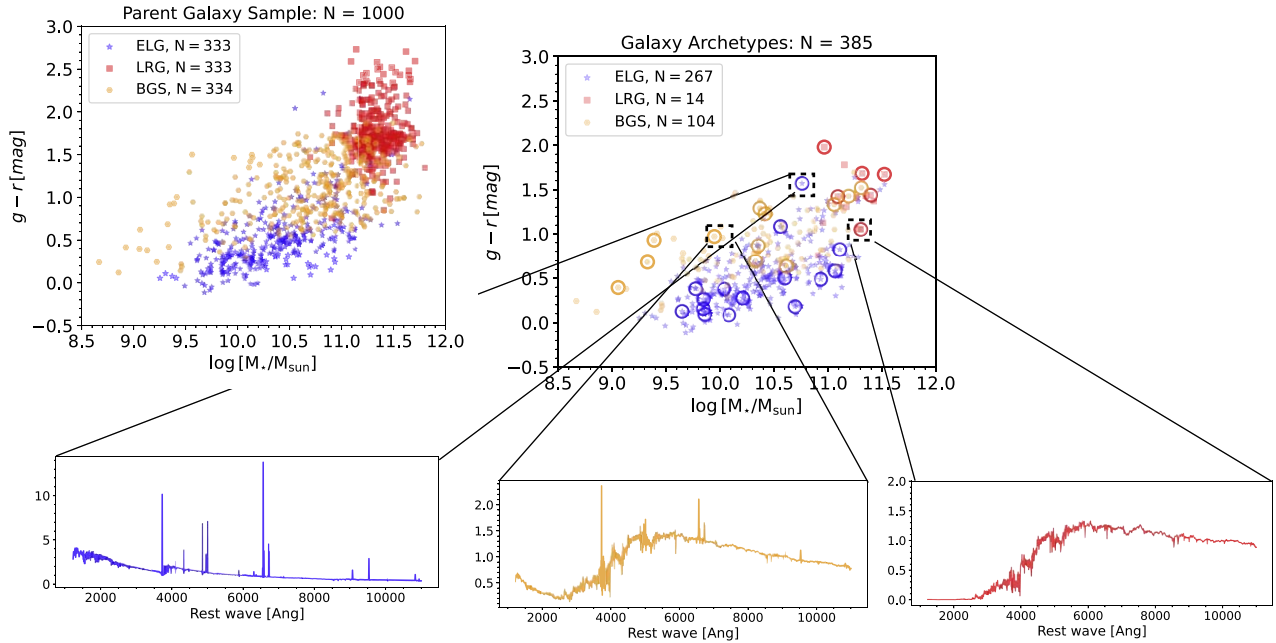 Parent Galaxy Sample: N = 1000
3.0
2.5
2.0
1.5
1.0
0.5
0.0
−0.5
g − r [mag]
ELG, N = 333
LRG, N = 333
BGS, N = 334
8.5 9.0 9.5 10.0 10.5 11.0 11.5 12.0
log [M⋆/Msun]
Galaxy Archetypes: N = 385
3.0
2.5
2.0
1.5
1.0
0.5
0.0
−0.5
g − r [mag]
ELG, N = 267
LRG, N = 14
BGS, N = 104
8.5 9.0 9.5 10.0 10.5 11.0 11.5 12.0
log [M⋆/Msun]
10
5
0
2000 4000 6000 8000 10000
Rest wave [Ang]
2.0
1.5
1.0
0.5
2000 4000 6000 8000 10000
Rest wave [Ang]
2.0
1.5
1.0
0.5
0.0
2000 4000 6000 8000 10000
Rest wave [Ang]